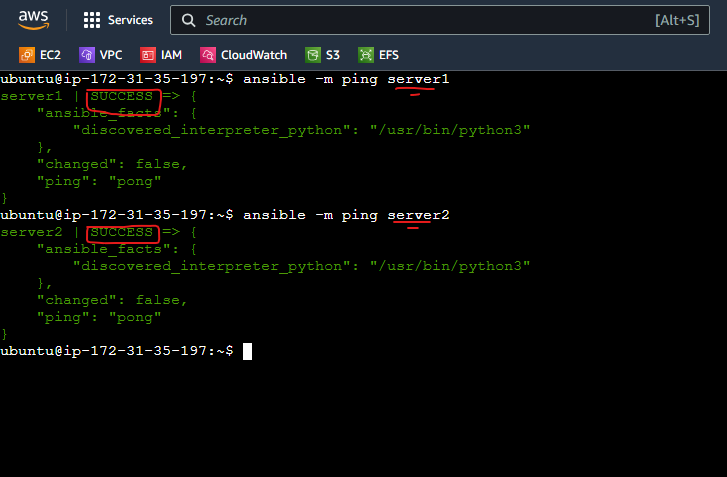 aws Services Search [Alt+S]
EC2 VPC IAM CloudWatch S3 EFS
ubuntu@ip-172-31-35-197:~$ ansible -m ping server1
server1 | SUCCESS => {
    "ansible_facts": {
        "discovered_interpreter_python": "/usr/bin/python3"
    },
    "changed": false,
    "ping": "pong"
}
ubuntu@ip-172-31-35-197:~$ ansible -m ping server2
server2 | SUCCESS => {
    "ansible_facts": {
        "discovered_interpreter_python": "/usr/bin/python3"
    },
    "changed": false,
    "ping": "pong"
}
ubuntu@ip-172-31-35-197:~$